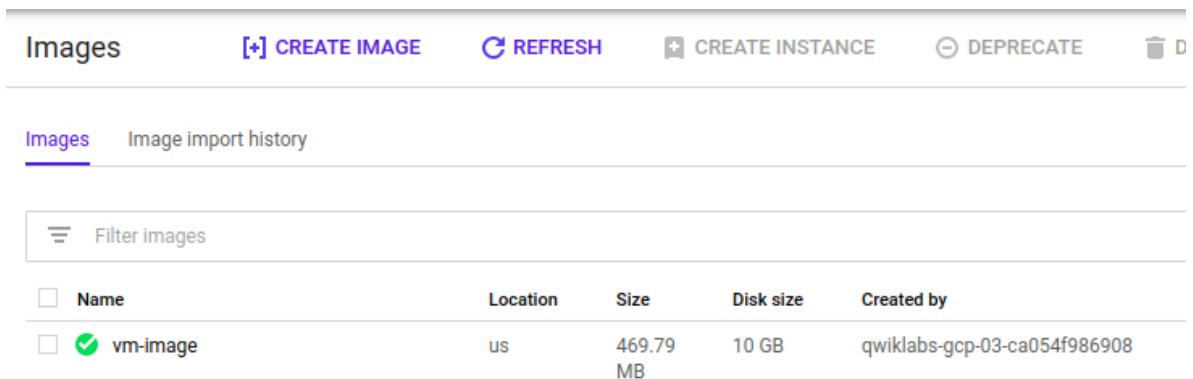 Images [+] CREATE IMAGE REFRESH CREATE INSTANCE DEPRECATE
Images Image import history
Filter images
Name Location Size Disk size Created by
vm-image us 469.79 MB 10 GB qwiklabs-gcp-03-ca054f986908